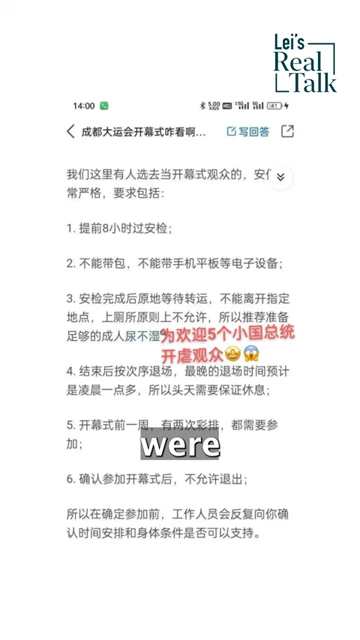 Lei's
Real
Talk
14:00
5.00
41
成都大运会开幕式咋看啊...
写回答
我们这里有人选去当开幕式观众的，安
常严格，要求包括：
1. 提前8小时过安检；
2. 不能带包，不能带手机平板等电子设备；
3. 安检完成后原地等待转运，不能离开指定
地点，上厕所原则上不允许，所以推荐准备
足够的成人尿不湿
为欢迎5个小国总统
开虐观众🤩😱
4. 结束后按次序退场，最晚的退场时间预计
是凌晨一点多，所以头天需要保证休息；
5. 开幕式前一周，有两次彩排，都需要参
加；
were
6. 确认参加开幕式后，不允许退出；
所以在确定参加前，工作人员会反复向你确
认时间安排和身体条件是否可以支持。